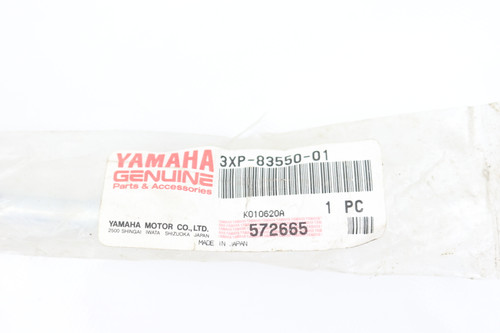 YAMAHA
GENUINE
Parts & Accessories
3XP-83550-01
K010620A
1 PC
YAMAHA MOTOR CO., LTD.
2500 SHINGAI IWATA SHIZUOKA JAPAN
572665
MADE IN JAPAN